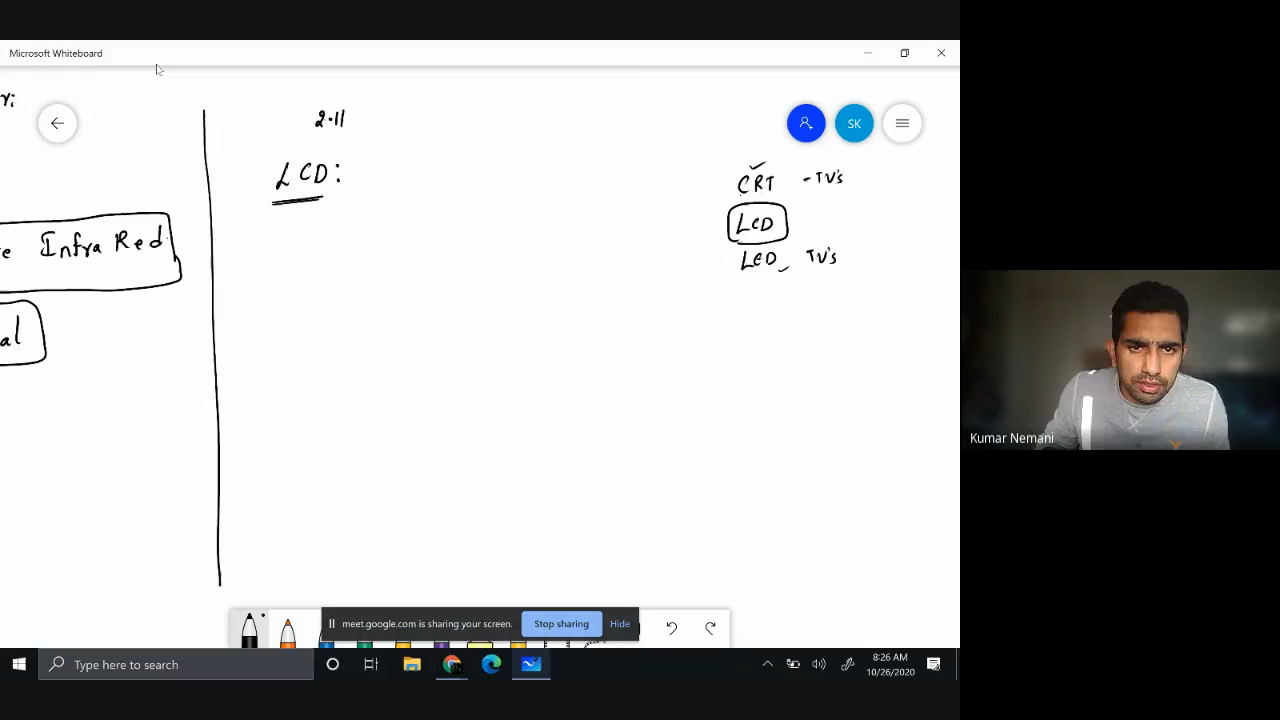 Microsoft Whiteboard
2.11
LCD:
SK
CRT - TV's
LCD
LED TV's
Infra Red
al
Kumar Nemani
meet.google.com is sharing your screen.
Stop sharing
Hide
Type here to search
8:26 AM
10/26/2020